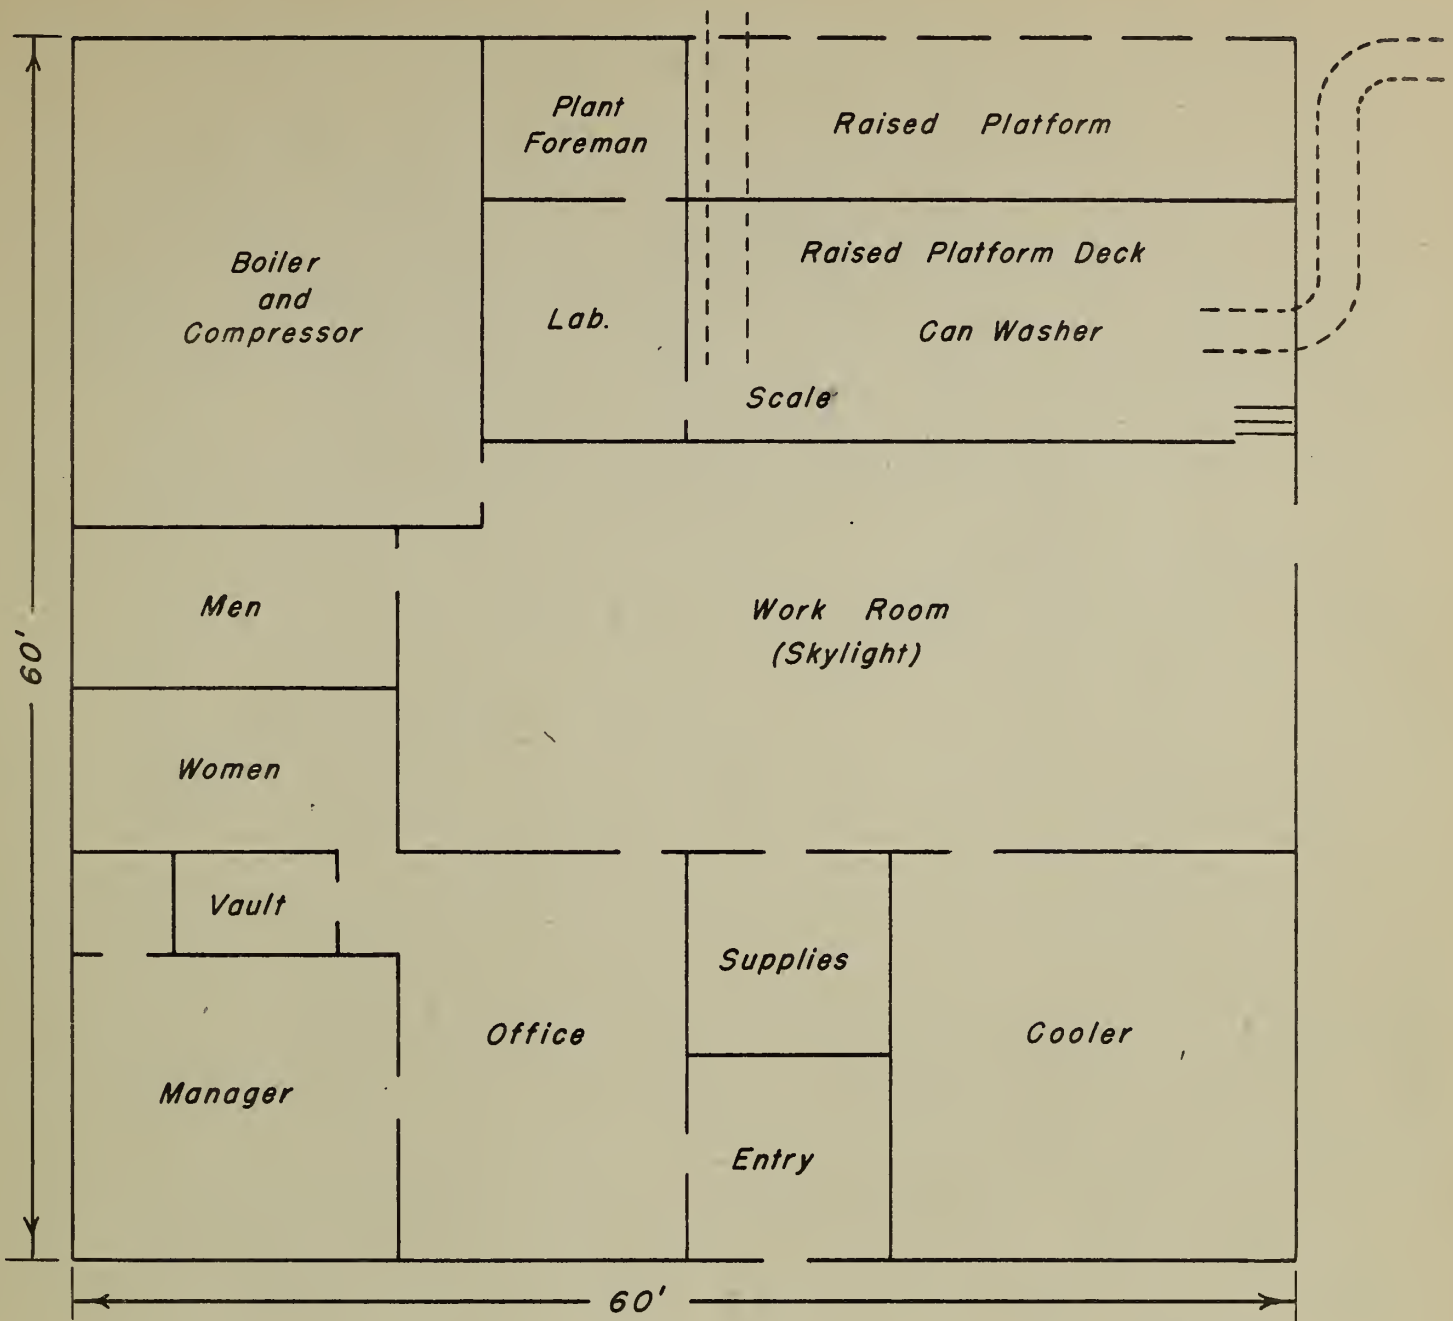 Plant
Foreman
Raised Platform
Boiler
and
Compressor
Lab.
Raised Platform Deck
Can Washer
Scale
Men
Work Room
(Skylight)
60'
Women
Vault
Supplies
Office
Cooler
Manager
Entry
60'